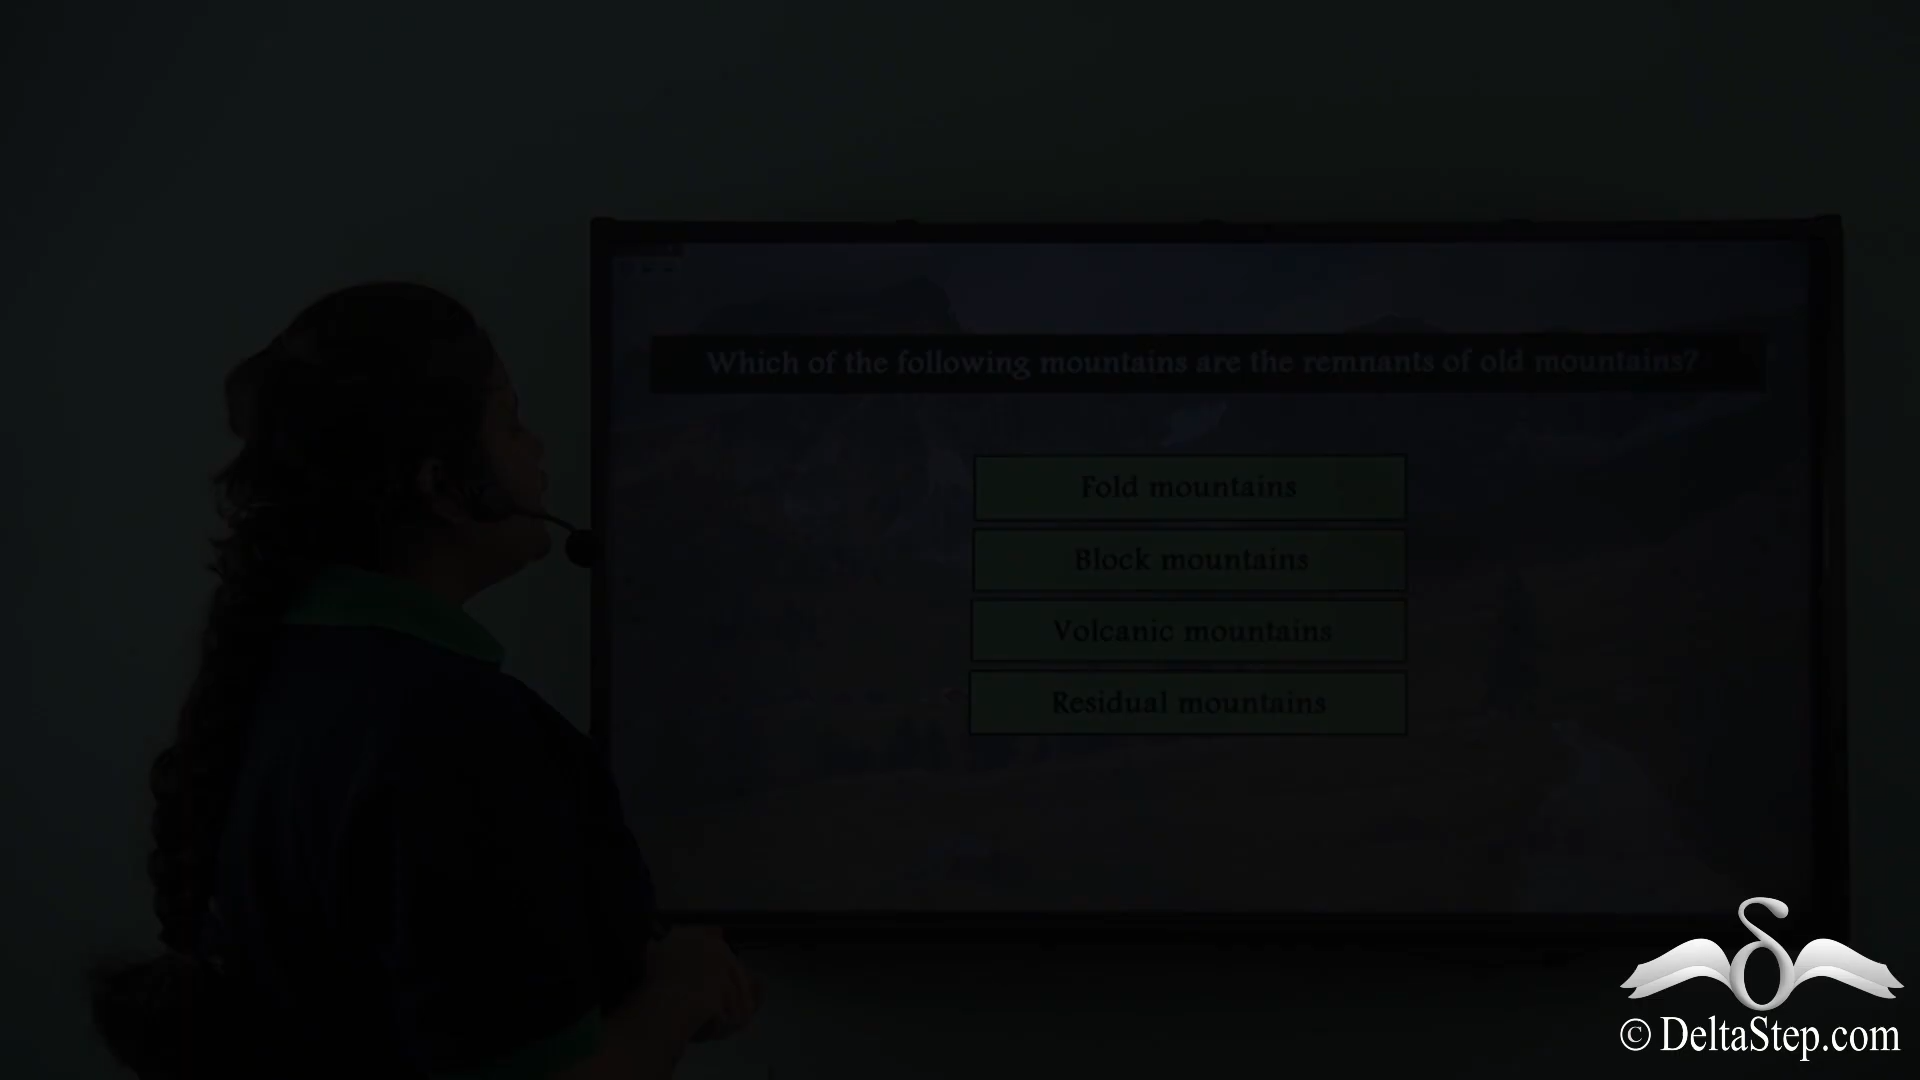 Which of the following mountains are the remnants of old mountains?
Fold mountains
Block mountains
Volcanic mountains
Residual mountains
© DeltaStep.com